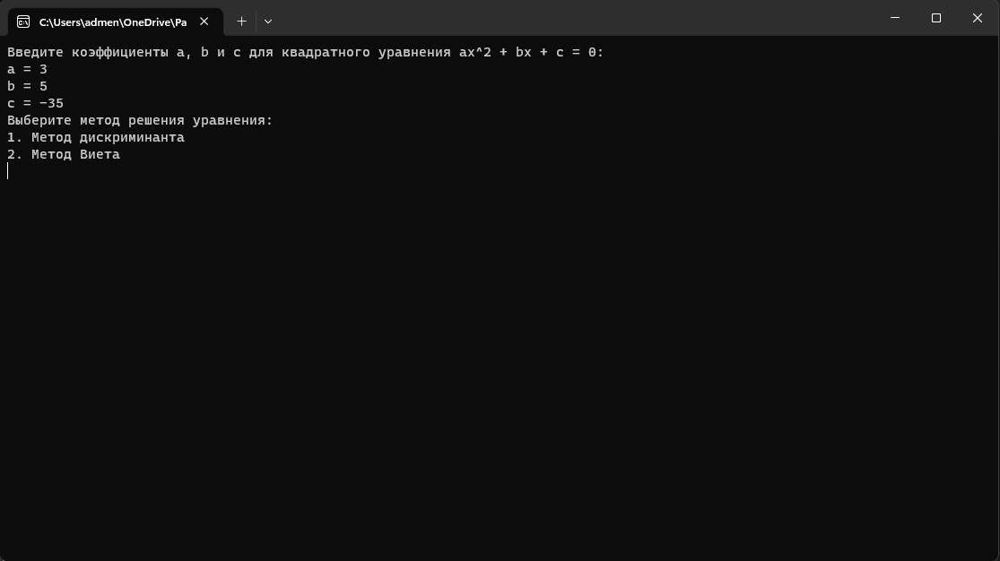 C:\Users\admen\OneDrive\Pa
Введите коэффициенты a, b и c для квадратного уравнения ax^2 + bx + c = 0:
a = 3
b = 5
c = -35
Выберите метод решения уравнения:
1. Метод дискриминанта
2. Метод Виета